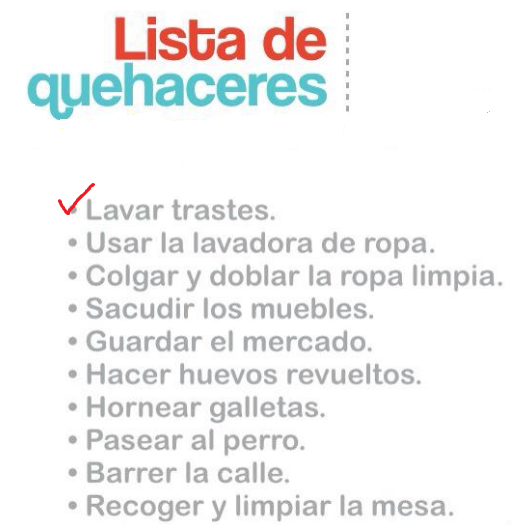 Lista de
quehaceres
• Lavar trastes.
• Usar la lavadora de ropa.
• Colgar y doblar la ropa limpia.
• Sacudir los muebles.
• Guardar el mercado.
• Hacer huevos revueltos.
• Hornear galletas.
• Pasear al perro.
• Barrer la calle.
• Recoger y limpiar la mesa.